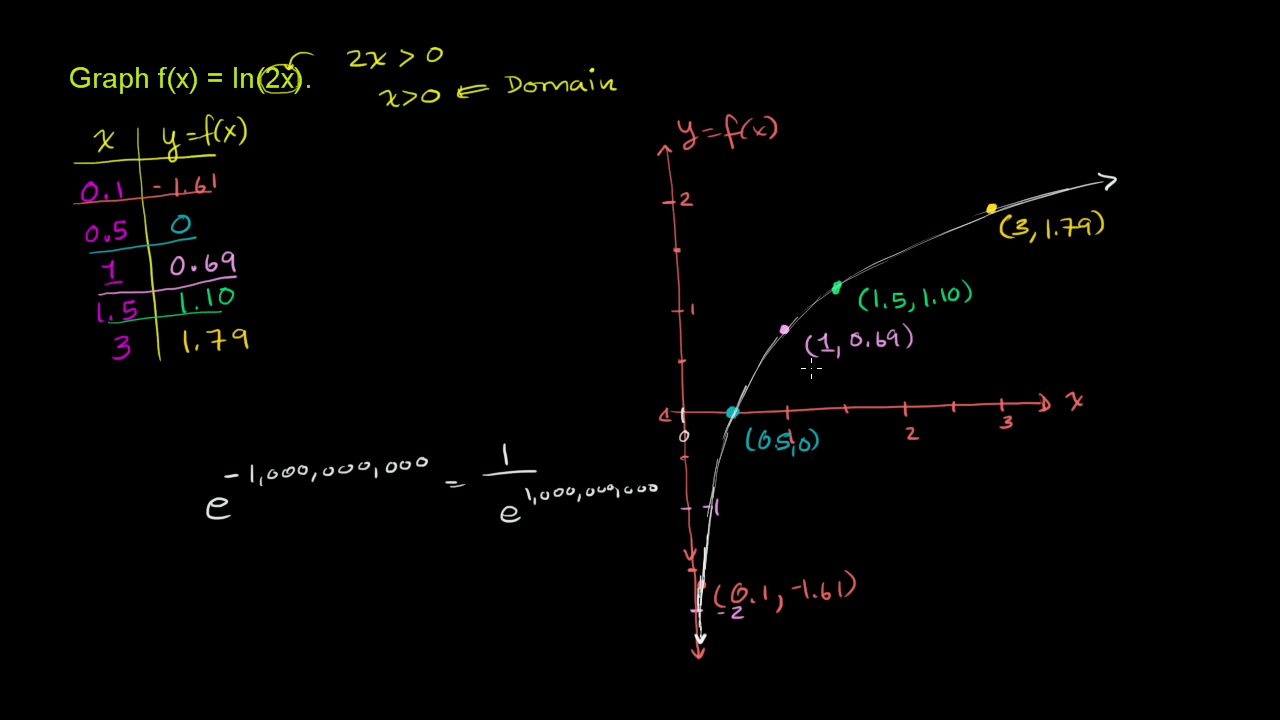 Graph f(x) = ln(2x).
2x > 0
x>0 ⇐ Domain
x y=f(x)
0.1 -1.61
0.5 0
1 0.69
1.5 1.10
3 1.79
e^-1,000,000,000 = 1/e^1,000,000,000
y=f(x)
2
(3, 1.79)
1
(1.5, 1.10)
(1, 0.69)
x
0
1
2
3
(0.5,0)
-1
(0.1, -1.61)
-2